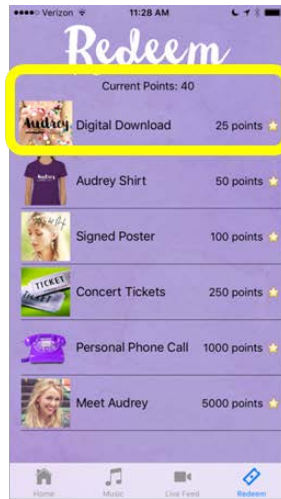 Verizon 11:28 AM
Redeem
Current Points: 40
Audrey
Digital Download 25 points
Audrey Shirt 50 points
Signed Poster 100 points
TICKET
Concert Tickets 250 points
Personal Phone Call 1000 points
Meet Audrey 5000 points
Home Music Live Feed Redeem